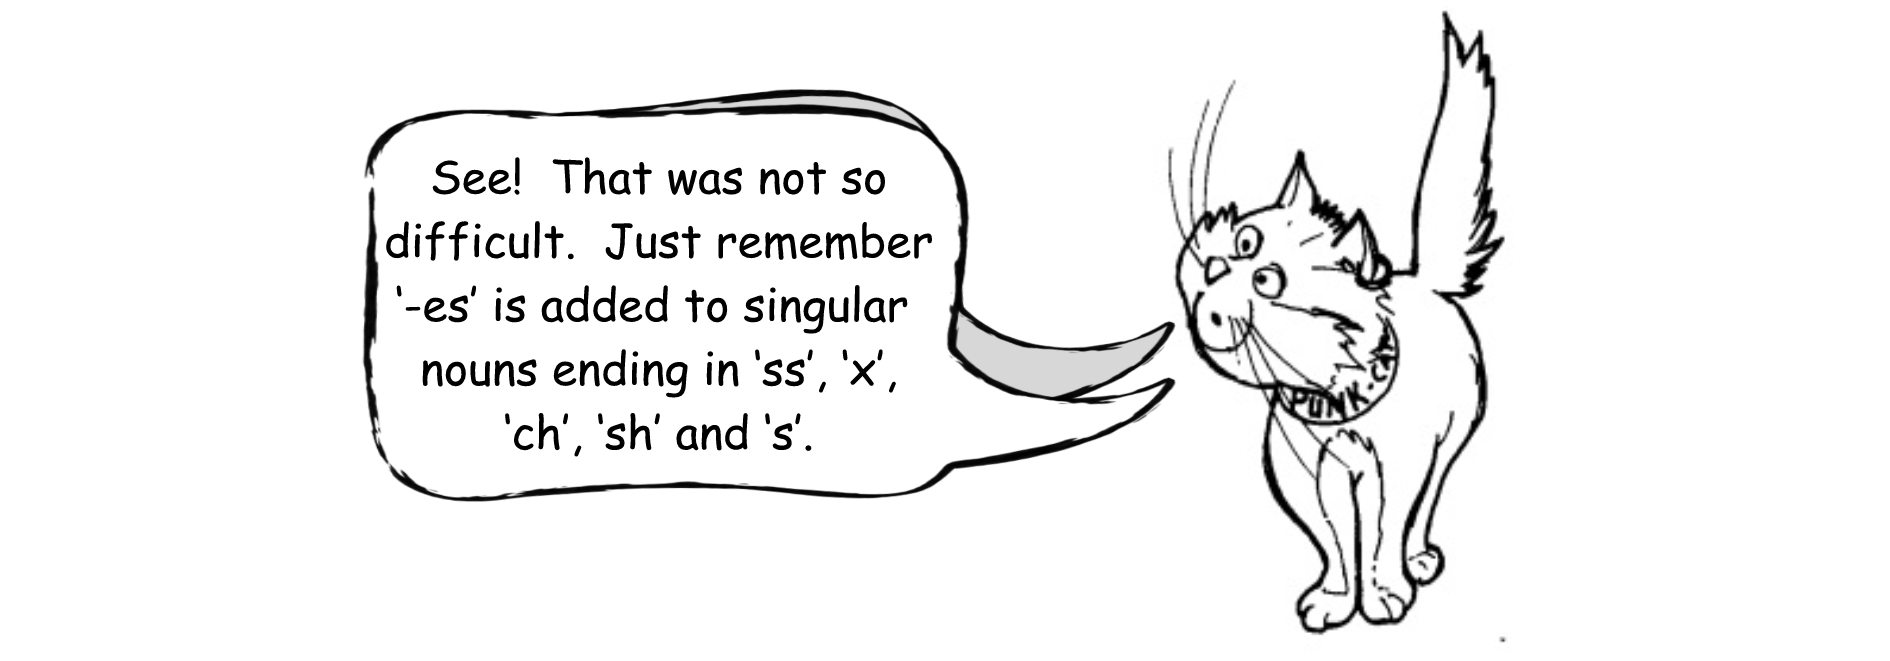 See!  That was not so
difficult.  Just remember
‘-es’ is added to singular
nouns ending in ‘ss’, ‘x’,
‘ch’, ‘sh’ and ‘s’.
PUNK.CAT